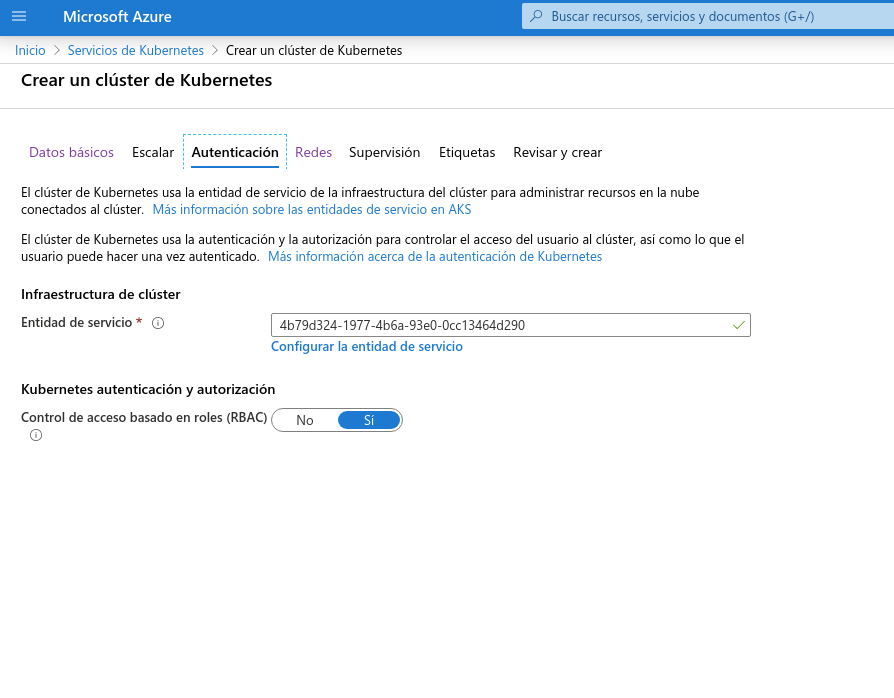 Microsoft Azure
Buscar recursos, servicios y documentos (G+/)
Inicio > Servicios de Kubernetes > Crear un clúster de Kubernetes
Crear un clúster de Kubernetes
Datos básicos Escalar Autenticación Redes Supervisión Etiquetas Revisar y crear
El clúster de Kubernetes usa la entidad de servicio de la infraestructura del clúster para administrar recursos en la nube
conectados al clúster. Más información sobre las entidades de servicio en AKS
El clúster de Kubernetes usa la autenticación y la autorización para controlar el acceso del usuario al clúster, así como lo que el
usuario puede hacer una vez autenticado. Más información acerca de la autenticación de Kubernetes
Infraestructura de clúster
Entidad de servicio * 4b79d324-1977-4b6a-93e0-0cc13464d290
Configurar la entidad de servicio
Kubernetes autenticación y autorización
Control de acceso basado en roles (RBAC) No Sí